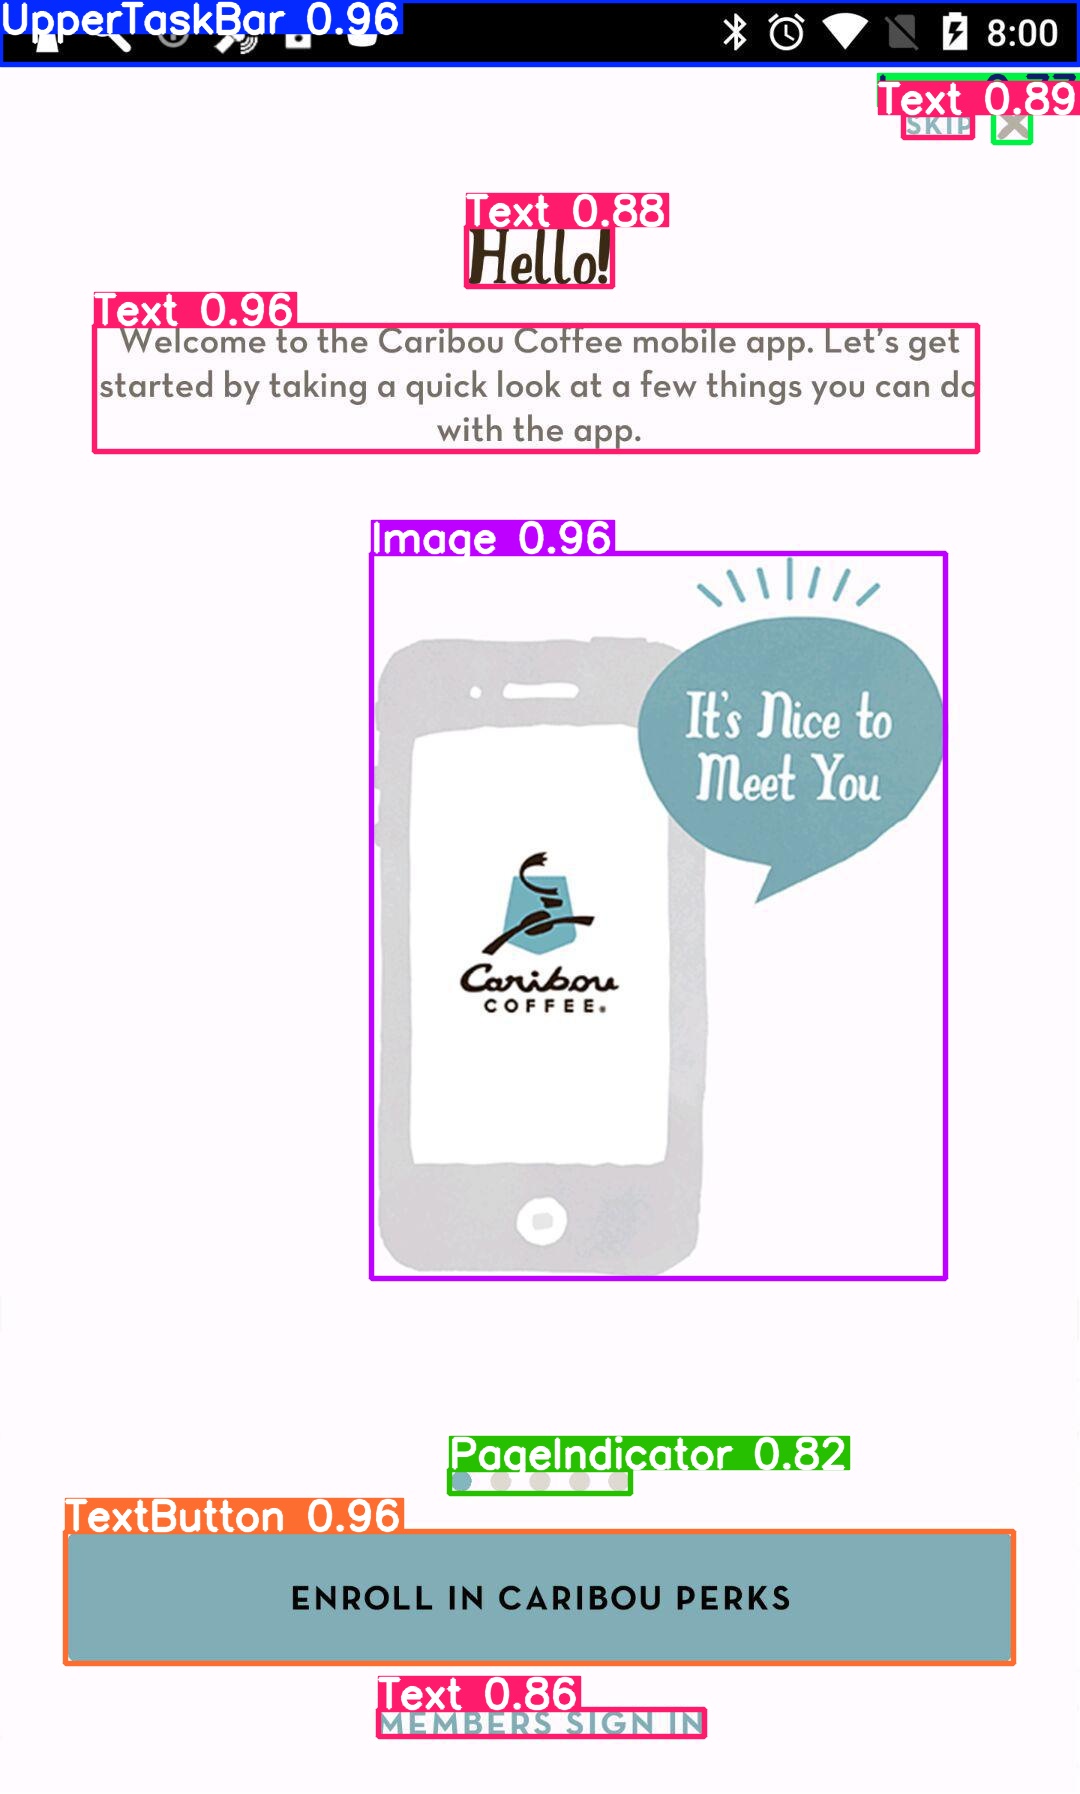 UpperTaskBar 0.96
8:00
Text 0.89
SKIP
Text 0.88
Hello!
Text 0.96
Welcome to the Caribou Coffee mobile app. Let's get
started by taking a quick look at a few things you can do
with the app.
Image 0.96
It's Nice to
Meet You
Caribou
COFFEE®
PageIndicator 0.82
TextButton 0.96
ENROLL IN CARIBOU PERKS
Text 0.86
MEMBERS SIGN IN